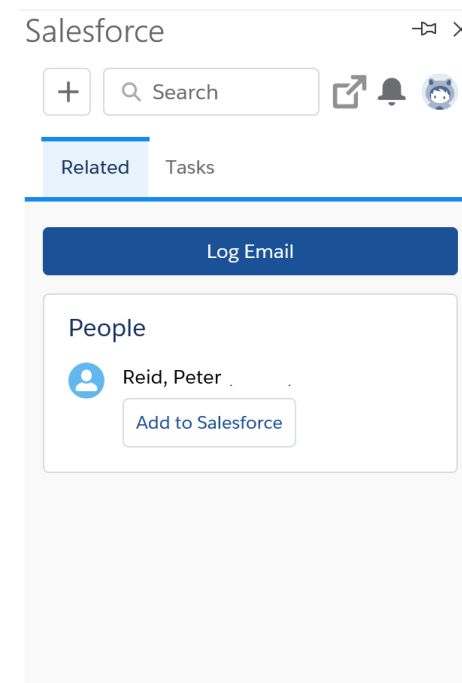 Salesforce
Search
Related Tasks
Log Email
People
Reid, Peter
Add to Salesforce